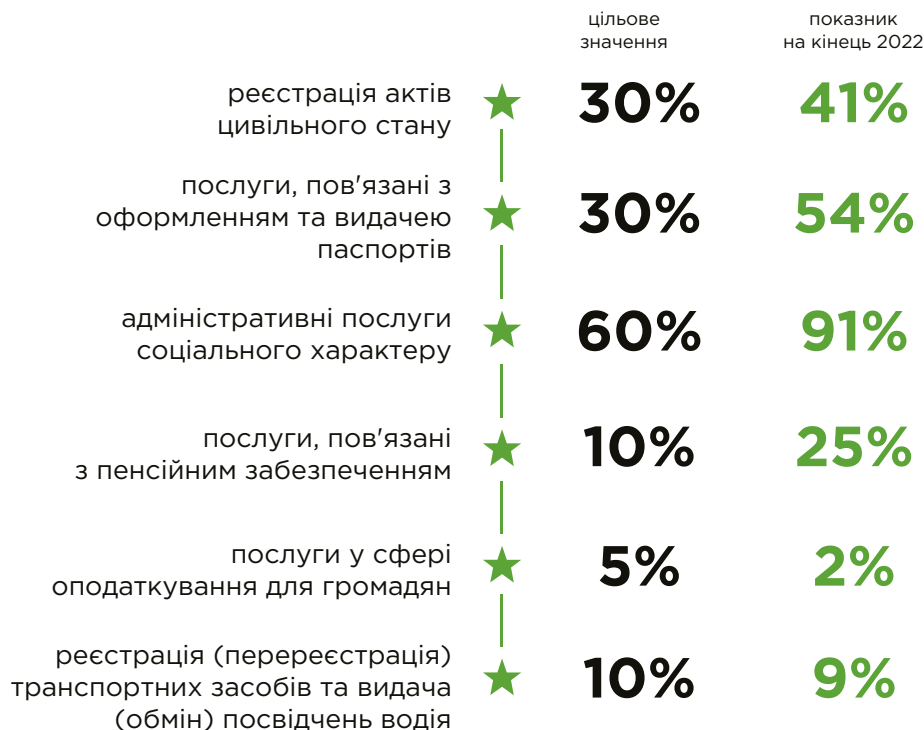 цільове
значення
показник
на кінець 2022
реєстрація актів
цивільного стану
30%
41%
послуги, пов'язані з
оформленням та видачею
паспортів
30%
54%
адміністративні послуги
соціального характеру
60%
91%
послуги, пов'язані
з пенсійним забезпеченням
10%
25%
послуги у сфері
оподаткування для громадян
5%
2%
реєстрація (перереєстрація)
транспортних засобів та видача
(обмін) посвідчень водія
10%
9%